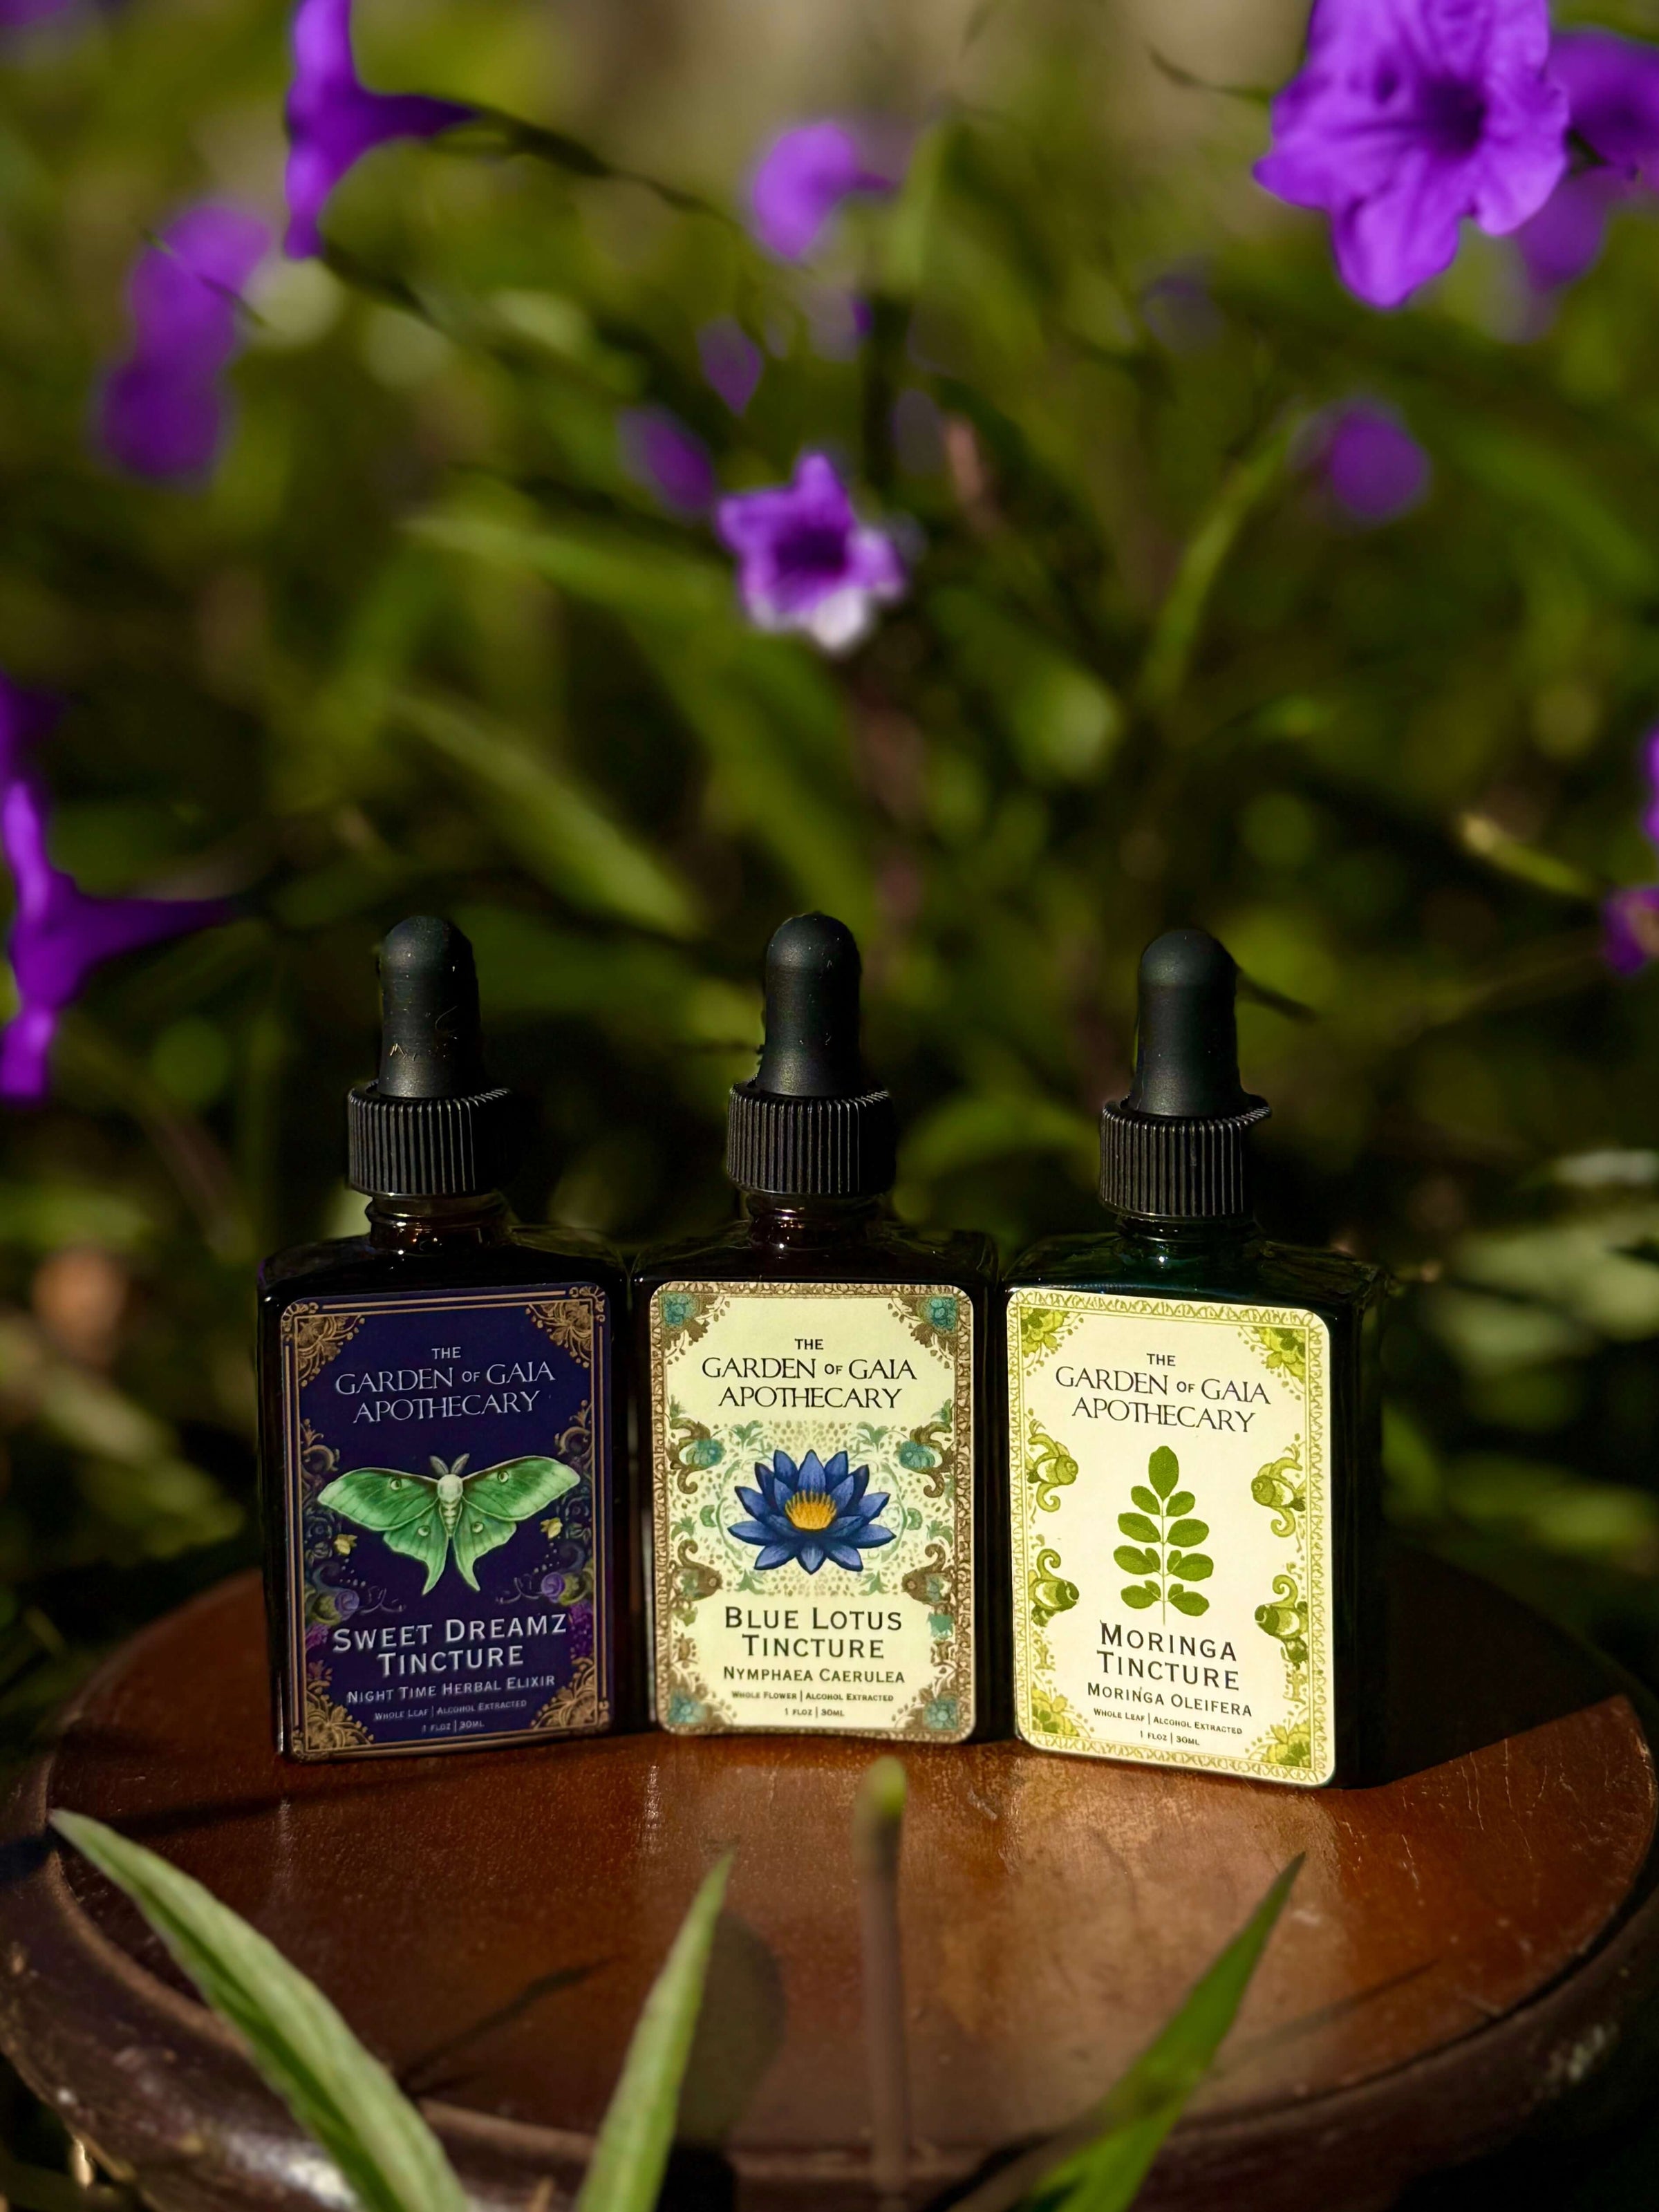 THE
GARDEN OF GAIA
APOTHECARY
SWEET DREAMZ
TINCTURE
NIGHT TIME HERBAL ELIXIR
WHOLE LEAF | ALCOHOL EXTRACTED
1 FLOZ | 30ML
THE
GARDEN OF GAIA
APOTHECARY
BLUE LOTUS
TINCTURE
NYMPHAEA CAERULEA
WHOLE FLOWER | ALCOHOL EXTRACTED
1 FLOZ | 30ML
THE
GARDEN OF GAIA
APOTHECARY
MORINGA
TINCTURE
MORINGA OLEIFERA
WHOLE LEAF | ALCOHOL EXTRACTED
1 FLOZ | 30ML